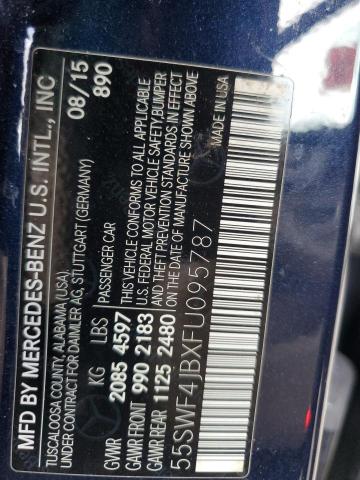 MFD BY MERCEDES-BENZ U.S. INTL., INC
TUSCALOOSA COUNTY, ALABAMA (USA)
UNDER CONTRACT FOR DAIMLER AG, STUTTGART (GERMANY)
08/15
890
PASSENGER CAR
KG LBS
GVWR 2085 4597
GAWR FRONT 990 2183
GAWR REAR 1125 2480
THIS VEHICLE CONFORMS TO ALL APPLICABLE
U.S. FEDERAL MOTOR VEHICLE SAFETY,BUMPER
AND THEFT PREVENTION STANDARDS IN EFFECT
ON THE DATE OF MANUFACTURE SHOWN ABOVE
55SWF4JBXFU095787
MADE IN USA